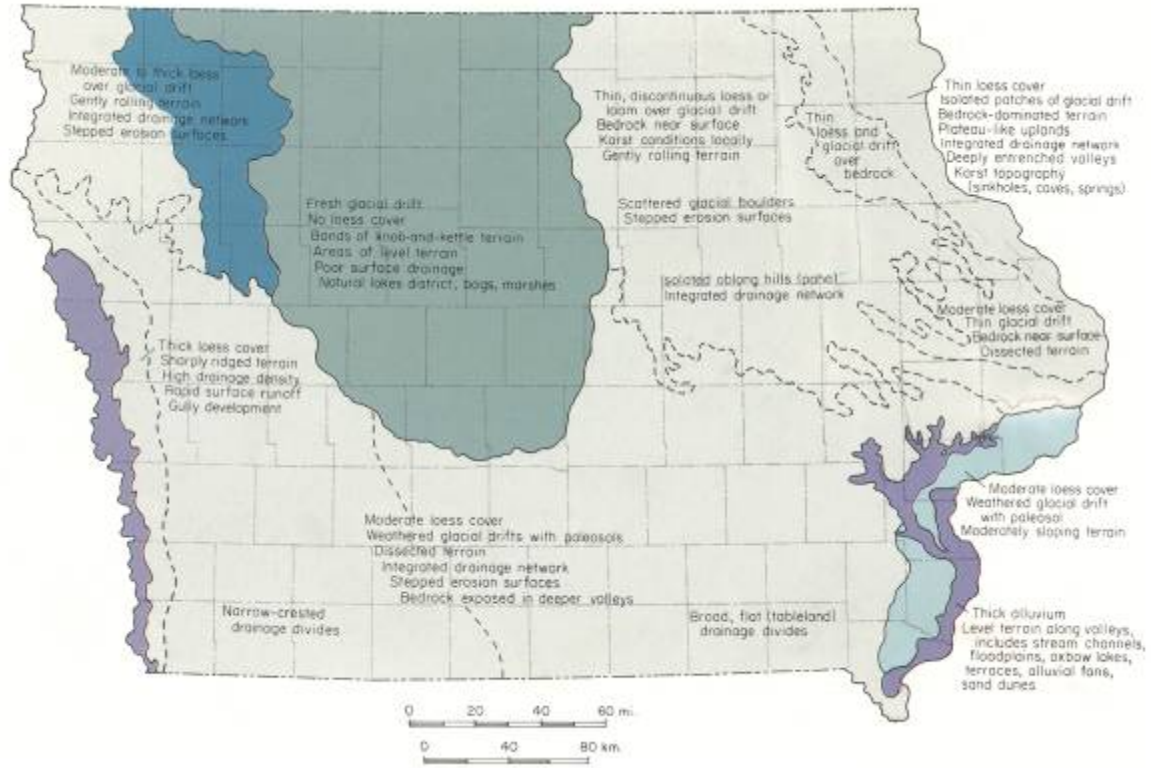 Moderate to thick loess
over glacial drift
Gently rolling terrain
Integrated drainage network
Stepped erosion surfaces
Fresh glacial drift
No loess cover
Bands of knob-and-kettle terrain
Areas of level terrain
Poor surface drainage
Natural lakes district, bogs, marshes
Thin, discontinuous loess or
loam over glacial drift
Bedrock near surface
Karst conditions locally
Gently rolling terrain
Scattered glacial boulders
Stepped erosion surfaces
Isolated oblong hills (paha)
Integrated drainage network
Thin
loess and
glacial drift
over
bedrock
Thin loess cover
Isolated patches of glacial drift
Bedrock-dominated terrain
Plateau-like uplands
Integrated drainage network
Deeply entrenched valleys
Karst topography
(sinkholes, caves, springs)
Moderate loess cover
Thin glacial drift
Bedrock near surface
Dissected terrain
Thick loess cover
Sharply ridged terrain
High drainage density
Rapid surface runoff
Gully development
Moderate loess cover
Weathered glacial drifts with paleosols
Dissected terrain
Integrated drainage network
Stepped erosion surfaces
Bedrock exposed in deeper valleys
Narrow-crested
drainage divides
Broad, flat (tableland)
drainage divides
Moderate loess cover
Weathered glacial drift
with paleosol
Moderately sloping terrain
Thick alluvium
Level terrain along valleys,
includes stream channels,
floodplains, oxbow lakes,
terraces, alluvial fans,
sand dunes
0 20 40 60 mi.
0 40 80 km.